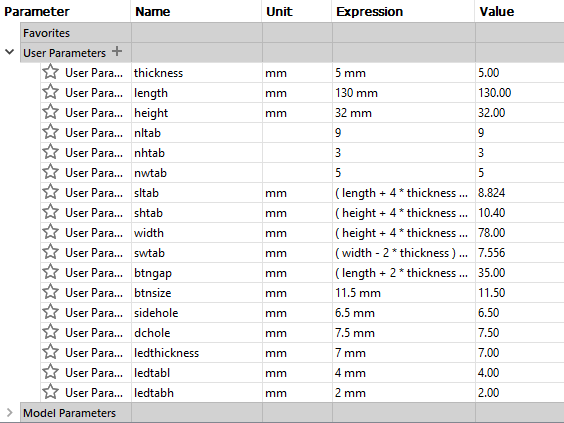 Parameter Name Unit Expression Value
Favorites
User Parameters +
User Para... thickness mm 5 mm 5.00
User Para... length mm 130 mm 130.00
User Para... height mm 32 mm 32.00
User Para... nltab 9 9
User Para... nhtab 3 3
User Para... nwtab 5 5
User Para... sltab mm ( length + 4 * thickness ... 8.824
User Para... shtab mm ( height + 4 * thickness ... 10.40
User Para... width mm ( height + 4 * thickness ... 78.00
User Para... swtab mm ( width - 2 * thickness ) ... 7.556
User Para... btngap mm ( length + 2 * thickness ... 35.00
User Para... btnsize mm 11.5 mm 11.50
User Para... sidehole mm 6.5 mm 6.50
User Para... dchole mm 7.5 mm 7.50
User Para... ledthickness mm 7 mm 7.00
User Para... ledtabl mm 4 mm 4.00
User Para... ledtabh mm 2 mm 2.00
Model Parameters